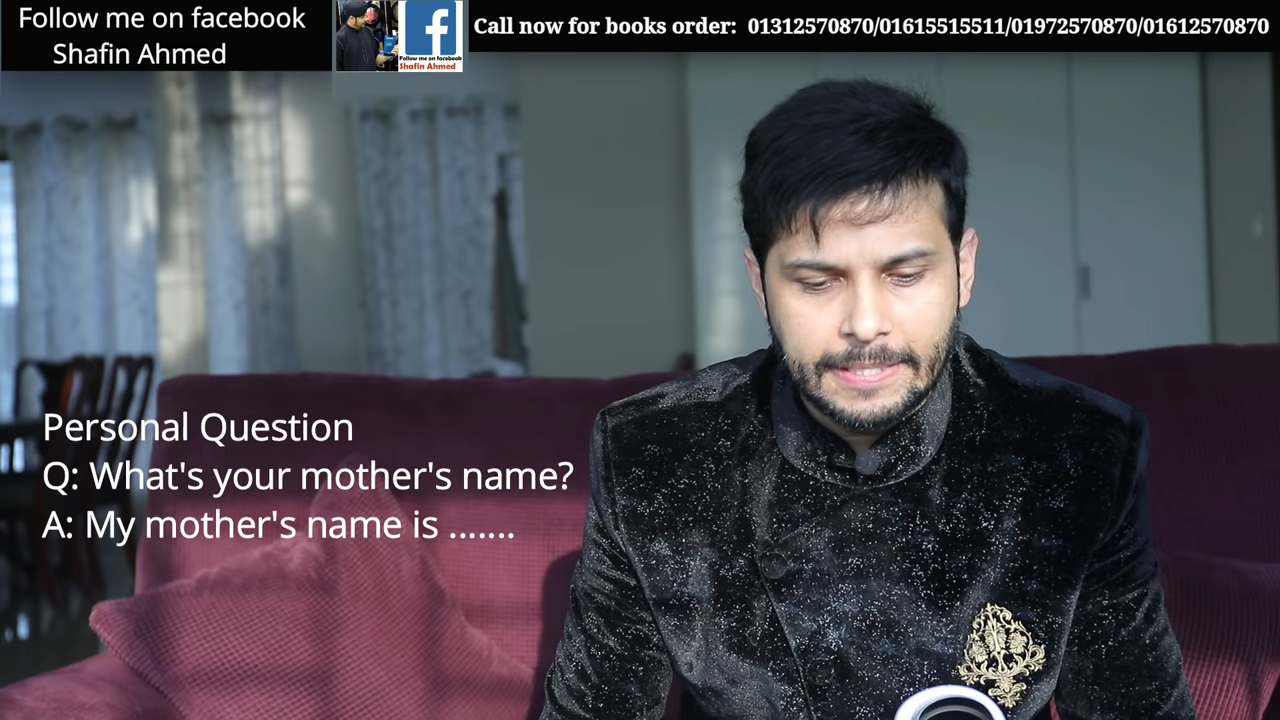 Follow me on facebook
Shafin Ahmed
Follow me on facebook
Shafin Ahmed
Call now for books order: 01312570870/01615515511/01972570870/01612570870
Personal Question
Q: What's your mother's name?
A: My mother's name is .......